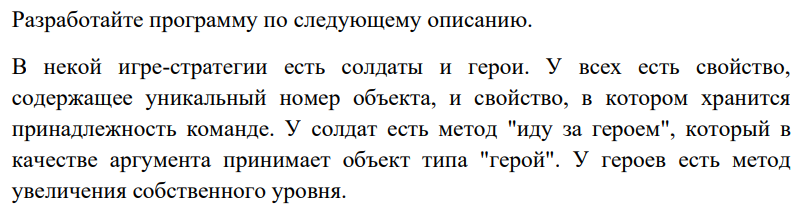 Разработайте программу по следующему описанию.
В некой игре-стратегии есть солдаты и герои. У всех есть свойство,
содержащее уникальный номер объекта, и свойство, в котором хранится
принадлежность команде. У солдат есть метод "иду за героем", который в
качестве аргумента принимает объект типа "герой". У героев есть метод
увеличения собственного уровня.